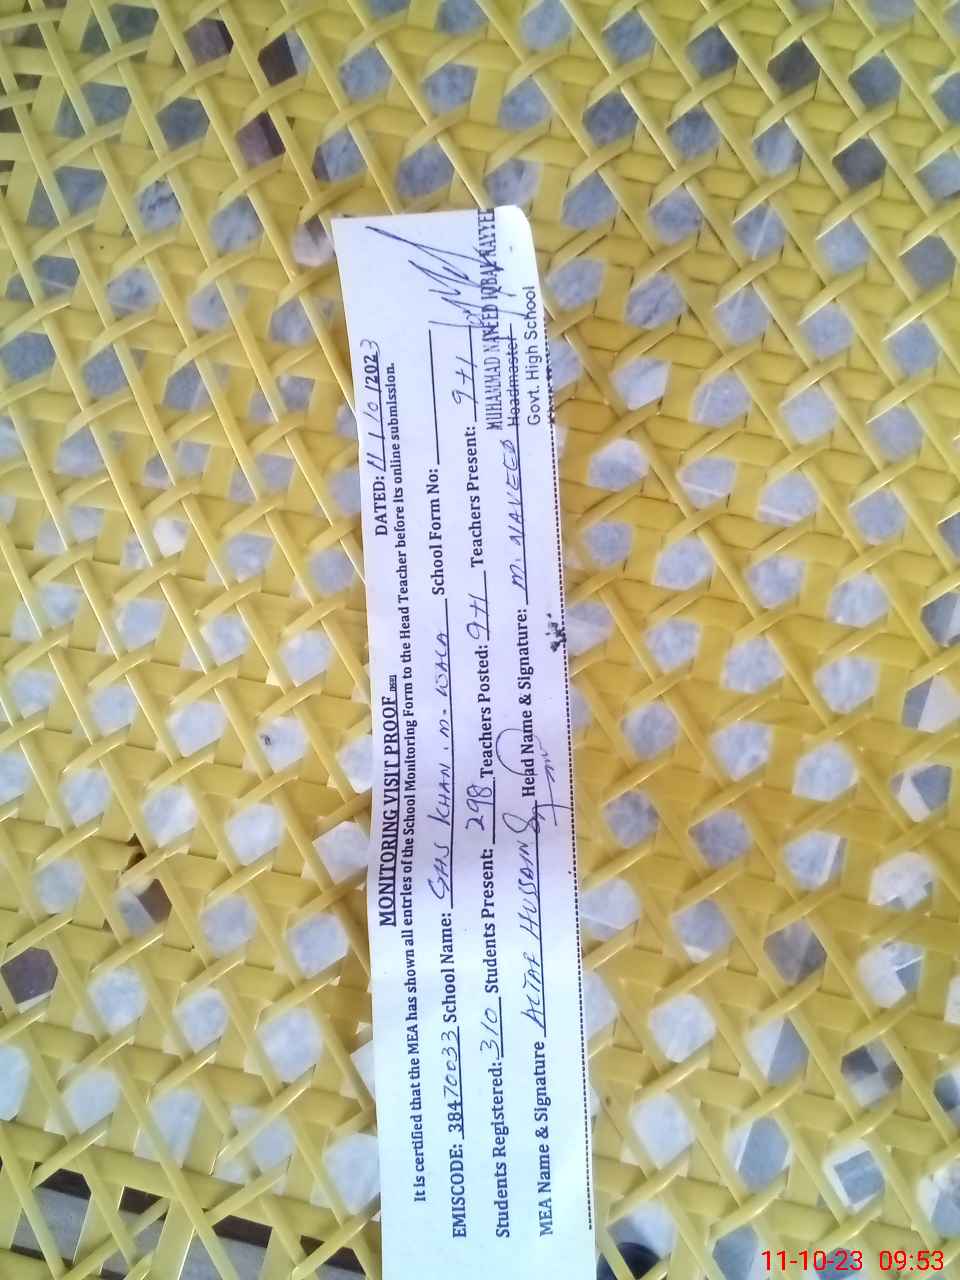 MONITORING VISIT PROOF
DATED: 11/10/2023
It is certified that the MEA has shown all entries of the School Monitoring Form to the Head Teacher before its online submission.
EMISCODE: 38470033 School Name: GHS KHAN.M.WALA School Form No:
Students Registered: 310 Students Present: 298 Teachers Posted: 9+1 Teachers Present: 9+1
MEA Name & Signature ALTAF HUSSAIN Head Name & Signature: M. NAVEED
MUHAMMAD NAVEED IQBAL NAYYER
Headmaster
Govt. High School
11-10-23 09:53